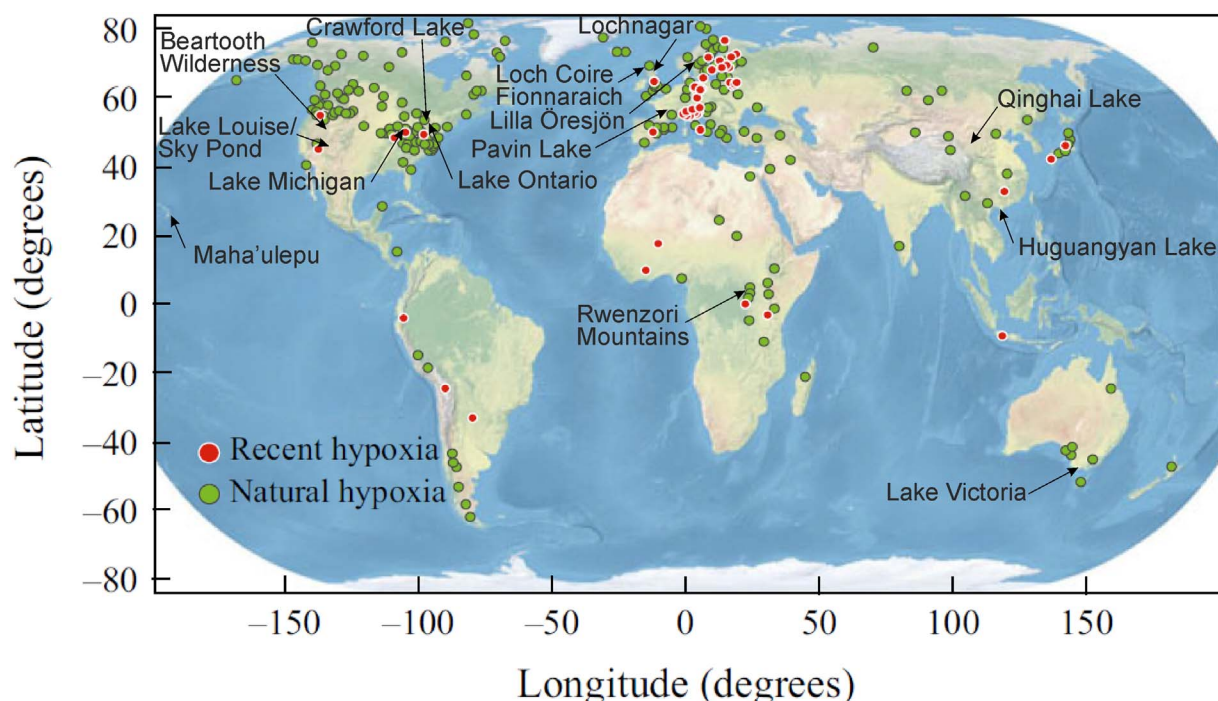 Crawford Lake
Lochnagar
Beartooth
Wilderness
Loch Coire
Fionnaraich
Lilla Öresjön
Qinghai Lake
Lake Louise/
Sky Pond
Pavin Lake
Lake Michigan
Lake Ontario
Maha'ulepu
Huguangyan Lake
Rwenzori
Mountains
Lake Victoria
Recent hypoxia
Natural hypoxia
Latitude (degrees)
80
60
40
20
0
−20
−40
−60
−80
−150
−100
−50
0
50
100
150
Longitude (degrees)